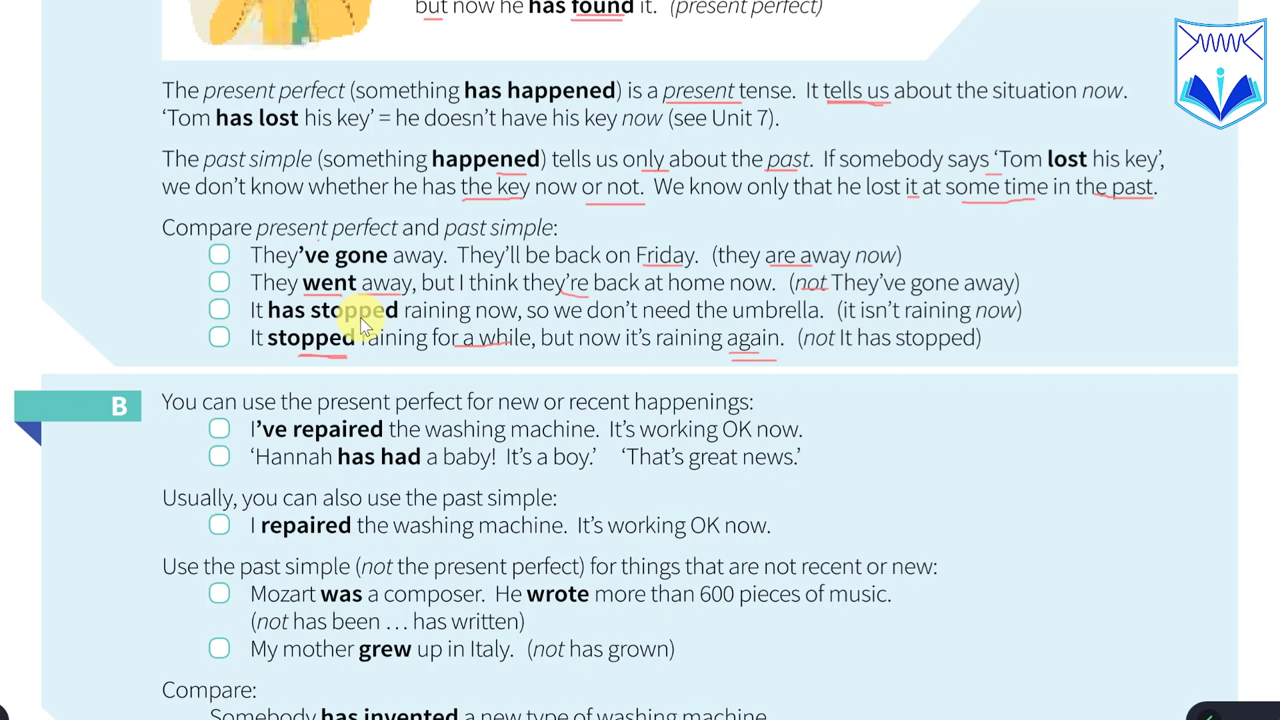 but now he has found it. (present perfect)
The present perfect (something has happened) is a present tense. It tells us about the situation now.
‘Tom has lost his key’ = he doesn’t have his key now (see Unit 7).
The past simple (something happened) tells us only about the past. If somebody says ‘Tom lost his key’,
we don’t know whether he has the key now or not. We know only that he lost it at some time in the past.
Compare present perfect and past simple:
They’ve gone away. They’ll be back on Friday. (they are away now)
They went away, but I think they’re back at home now. (not They’ve gone away)
It has stopped raining now, so we don’t need the umbrella. (it isn’t raining now)
It stopped raining for a while, but now it’s raining again. (not It has stopped)
B
You can use the present perfect for new or recent happenings:
I’ve repaired the washing machine. It’s working OK now.
‘Hannah has had a baby! It’s a boy.’ ‘That’s great news.’
Usually, you can also use the past simple:
I repaired the washing machine. It’s working OK now.
Use the past simple (not the present perfect) for things that are not recent or new:
Mozart was a composer. He wrote more than 600 pieces of music.
(not has been … has written)
My mother grew up in Italy. (not has grown)
Compare:
Somebody has invented a new type of washing machine.